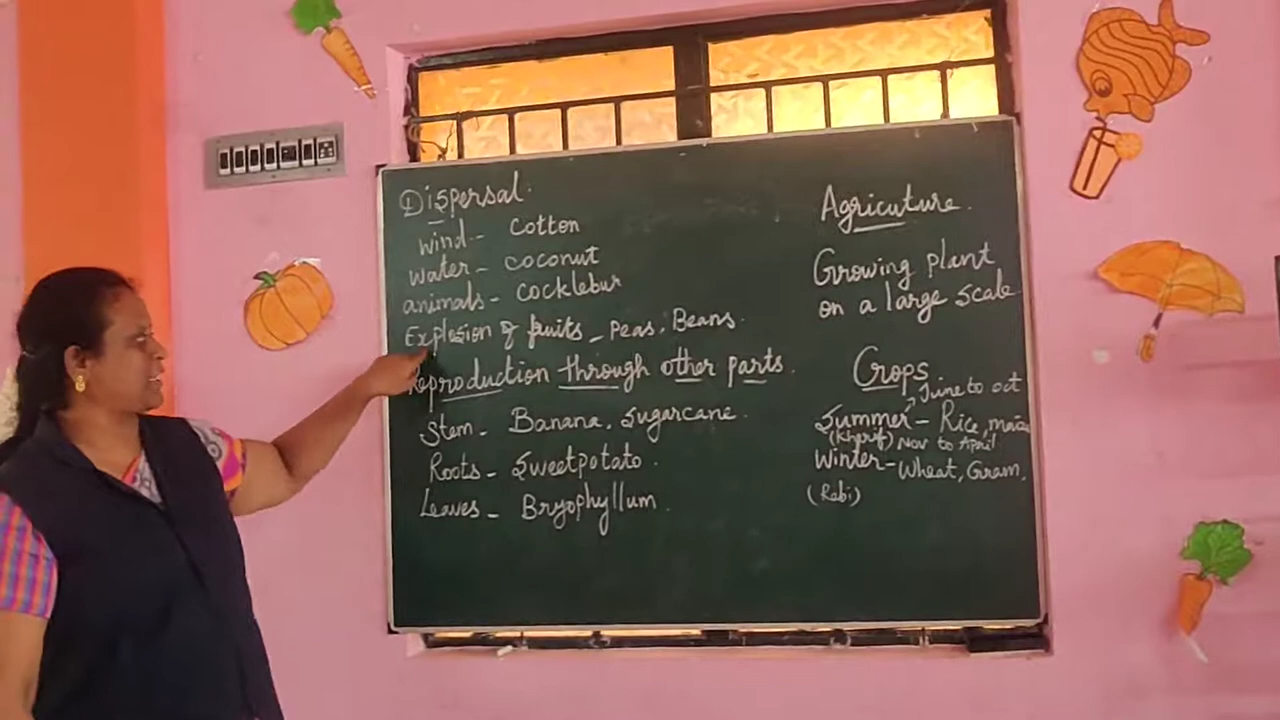 Dispersal.
Wind - Cotton
Water - Coconut
animals - Cocklebur
Explosion of fruits - Peas, Beans.
Reproduction through other parts.
Stem - Banana, Sugarcane.
Roots - Sweetpotato.
Leaves - Bryophyllum.
Agricuture.
Growing plant
on a large scale
Crops.
June to oct
Summer - Rice, maize
(Kharif) Nov to April
Winter - Wheat, Gram,
(Rabi)